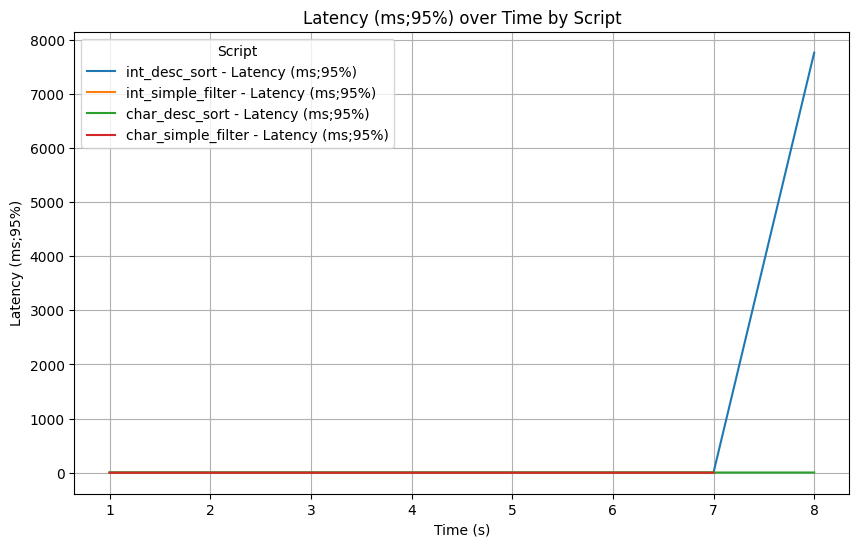 Latency (ms;95%) over Time by Script
Script
int_desc_sort - Latency (ms;95%)
int_simple_filter - Latency (ms;95%)
char_desc_sort - Latency (ms;95%)
char_simple_filter - Latency (ms;95%)
Latency (ms;95%)
8000
7000
6000
5000
4000
3000
2000
1000
0
1 2 3 4 5 6 7 8
Time (s)